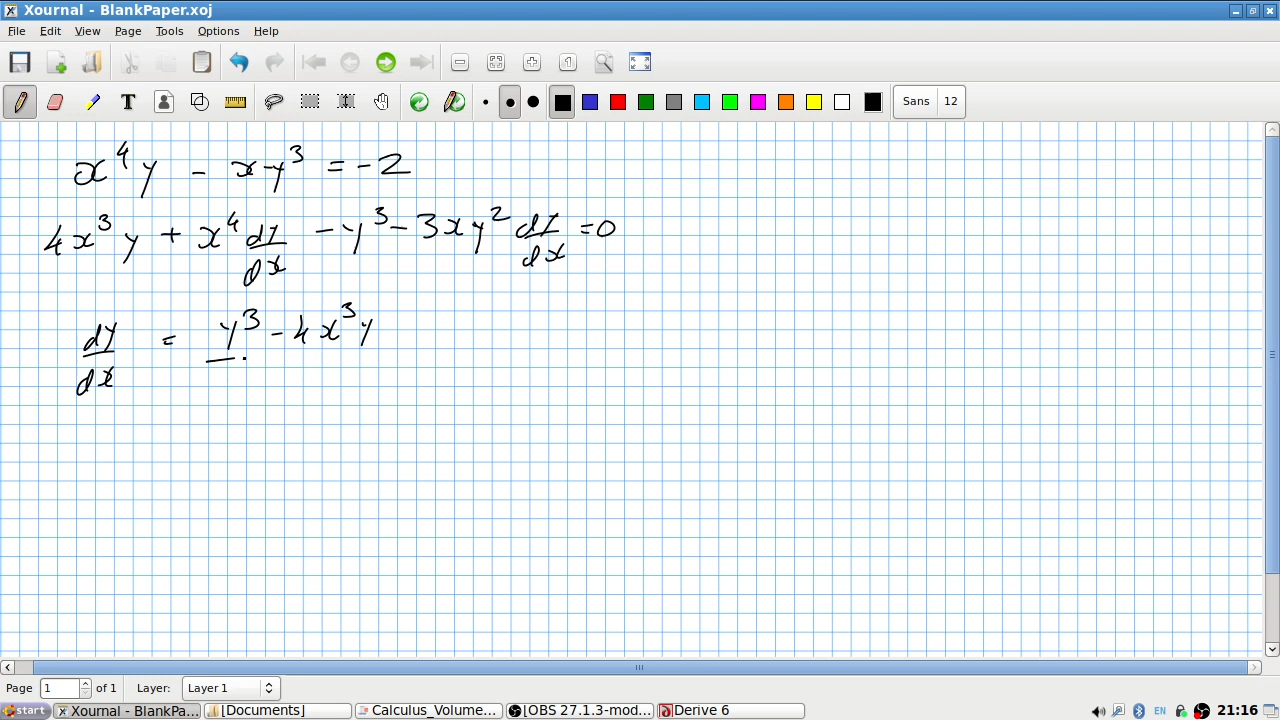 Xournal - BlankPaper.xoj
File Edit View Page Tools Options Help
T Sans 12
x⁴y - xy³ = -2
4x³y + x⁴ dy/dx - y³ - 3xy² dy/dx = 0
dy/dx = y³ - 4x³y
Page 1 of 1 Layer: Layer 1
start Xournal - BlankPa... [Documents] Calculus_Volume... [OBS 27.1.3-mod... Derive 6 EN 21:16